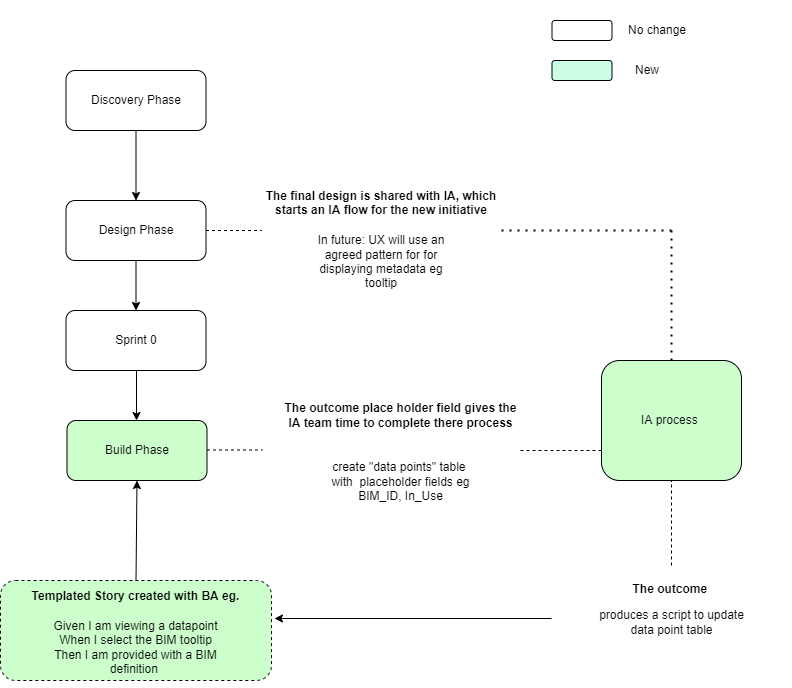 No change
New
Discovery Phase
The final design is shared with IA, which
starts an IA flow for the new initiative
Design Phase
In future: UX will use an
agreed pattern for for
displaying metadata eg
tooltip
Sprint 0
The outcome place holder field gives the
IA team time to complete there process
IA process
Build Phase
create "data points" table
with placeholder fields eg
BIM_ID, In_Use
Templated Story created with BA eg.
Given I am viewing a datapoint
When I select the BIM tooltip
Then I am provided with a BIM
definition
The outcome
produces a script to update
data point table